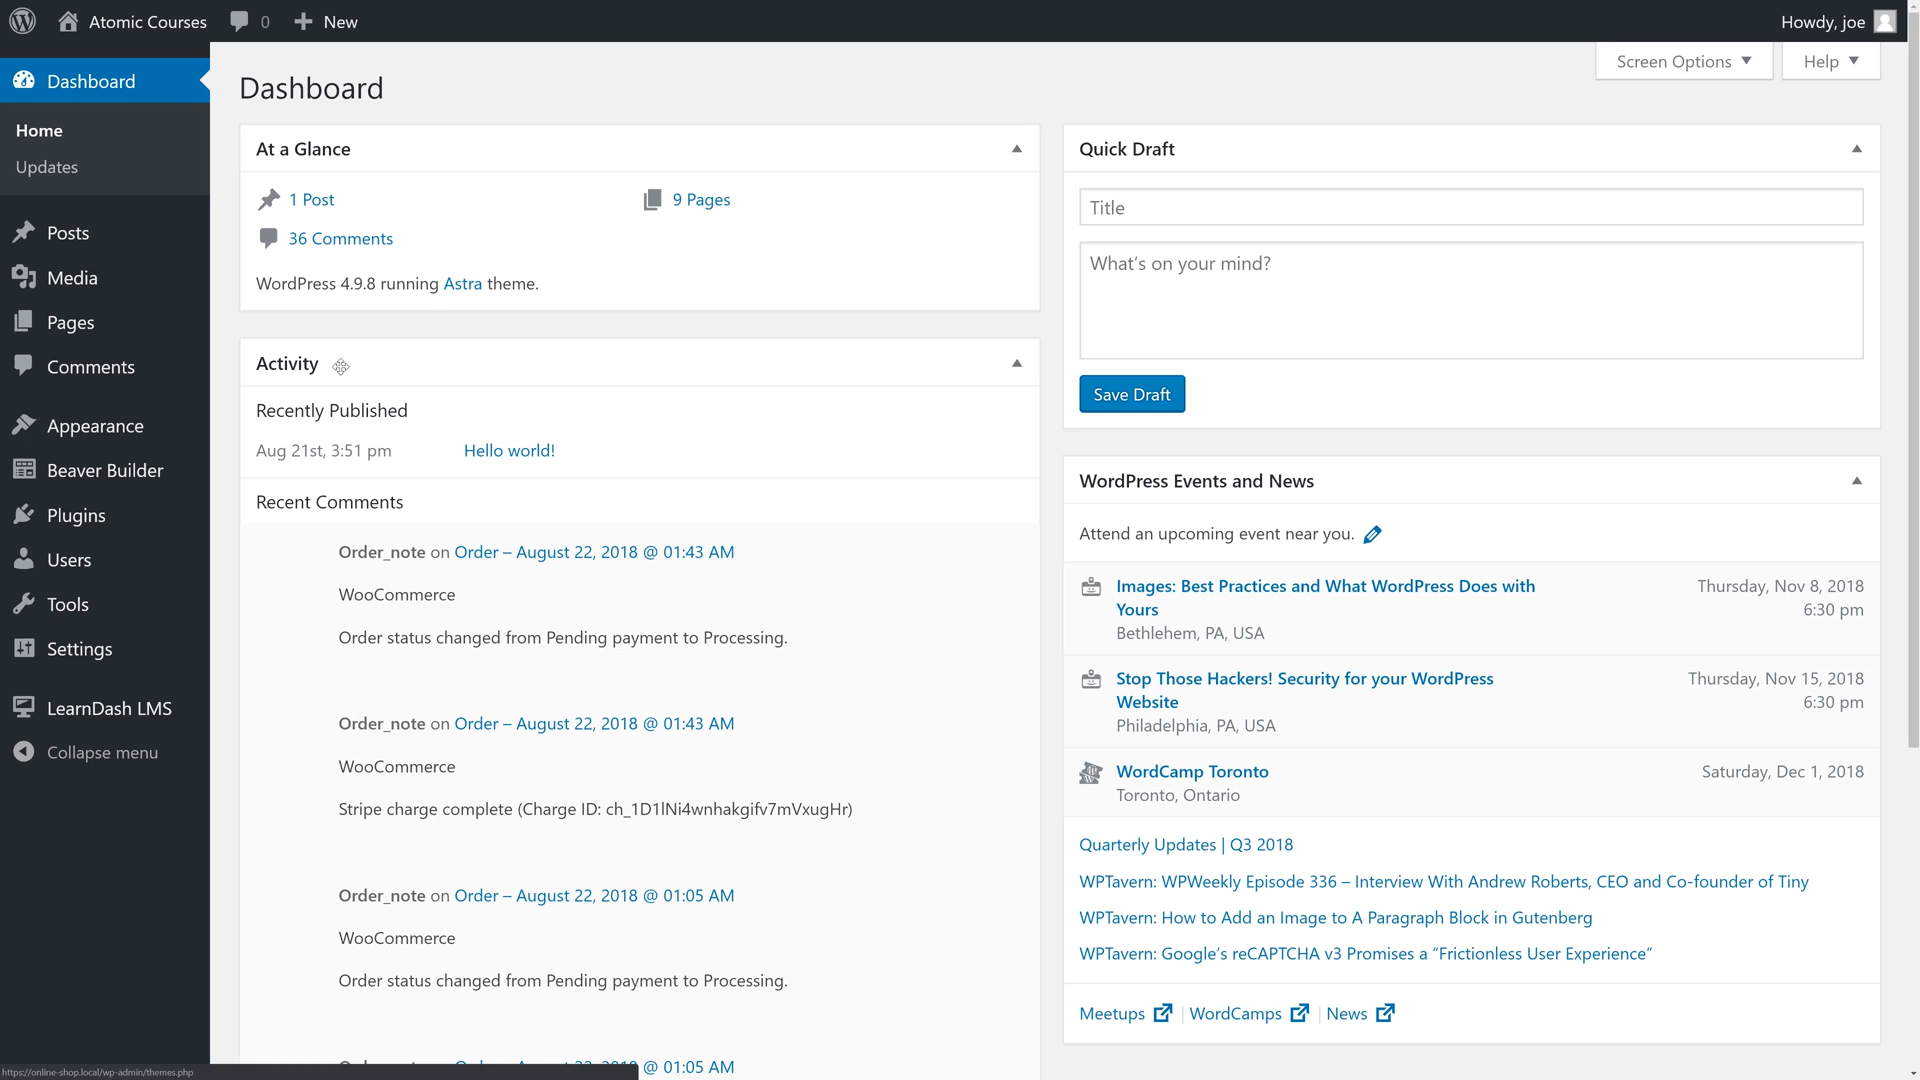 Atomic Courses 0 New Howdy, joe
Screen Options Help
Dashboard
Home
Updates
Posts
Media
Pages
Comments
Appearance
Beaver Builder
Plugins
Users
Tools
Settings
LearnDash LMS
Collapse menu
Dashboard
At a Glance
1 Post 9 Pages
36 Comments
WordPress 4.9.8 running Astra theme.
Activity
Recently Published
Aug 21st, 3:51 pm Hello world!
Recent Comments
Order_note on Order – August 22, 2018 @ 01:43 AM
WooCommerce
Order status changed from Pending payment to Processing.
Order_note on Order – August 22, 2018 @ 01:43 AM
WooCommerce
Stripe charge complete (Charge ID: ch_1D1lNi4wnhakgifv7mVxugHr)
Order_note on Order – August 22, 2018 @ 01:05 AM
WooCommerce
Order status changed from Pending payment to Processing.
@ 01:05 AM
Quick Draft
Title
What's on your mind?
Save Draft
WordPress Events and News
Attend an upcoming event near you.
Images: Best Practices and What WordPress Does with
Yours
Bethlehem, PA, USA
Thursday, Nov 8, 2018
6:30 pm
Stop Those Hackers! Security for your WordPress
Website
Philadelphia, PA, USA
Thursday, Nov 15, 2018
6:30 pm
WordCamp Toronto
Toronto, Ontario
Saturday, Dec 1, 2018
Quarterly Updates | Q3 2018
WPTavern: WPWeekly Episode 336 – Interview With Andrew Roberts, CEO and Co-founder of Tiny
WPTavern: How to Add an Image to A Paragraph Block in Gutenberg
WPTavern: Google's reCAPTCHA v3 Promises a “Frictionless User Experience”
Meetups | WordCamps | News
https://online-shop.local/wp-admin/themes.php